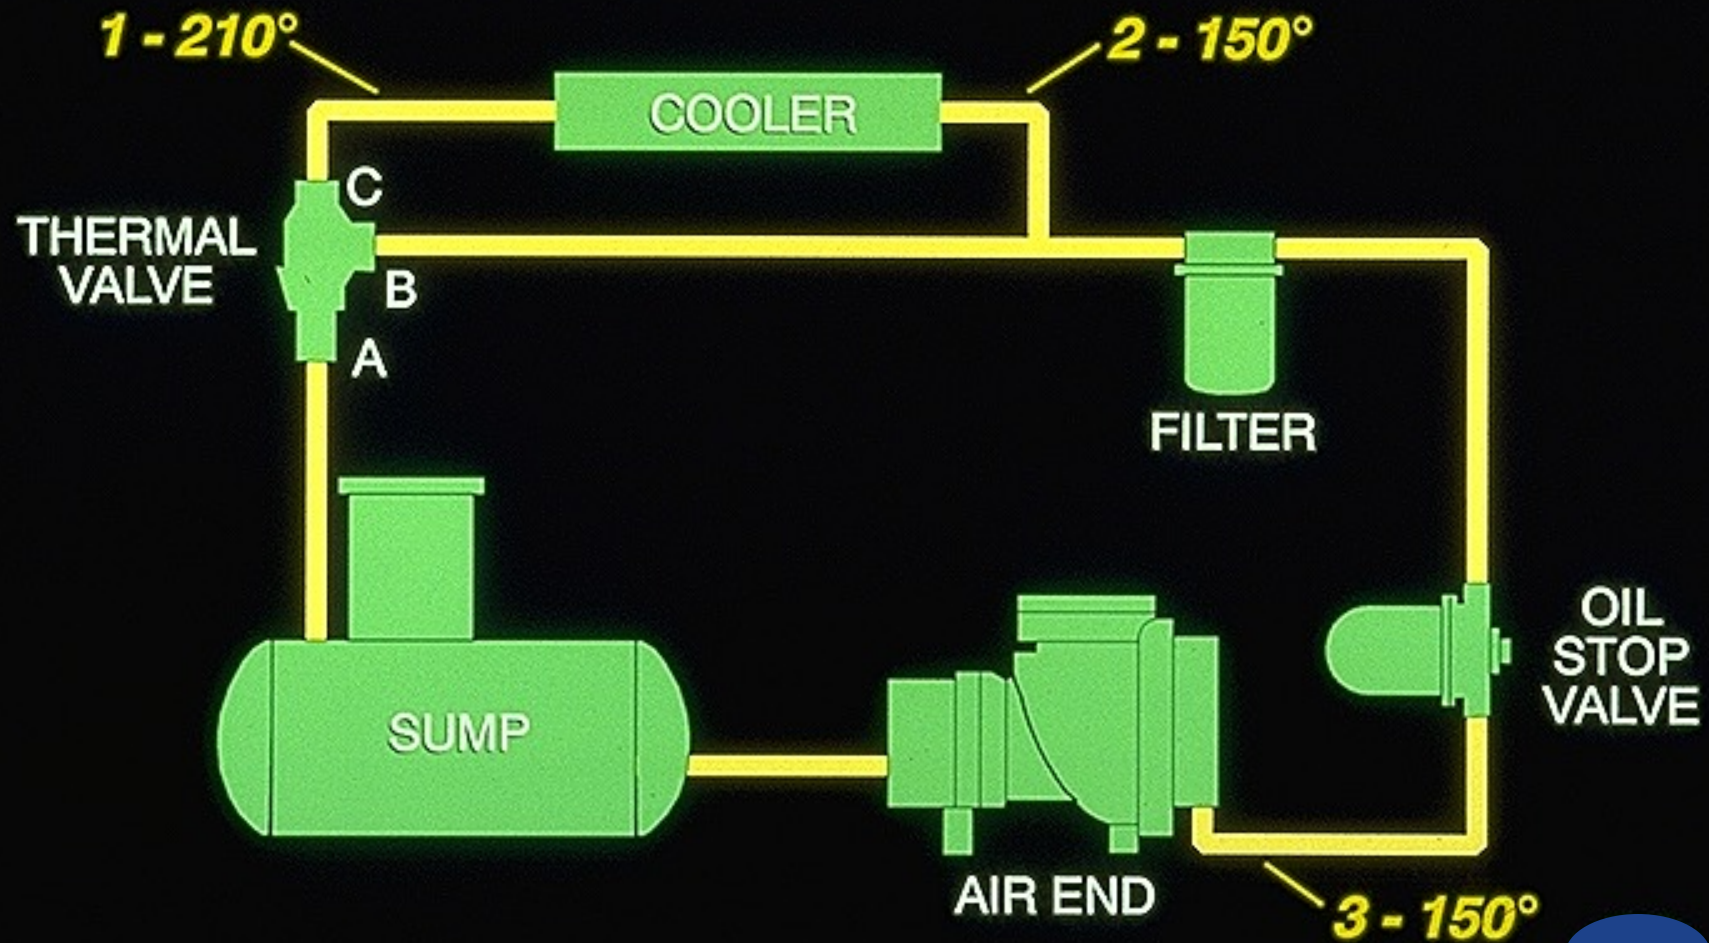 1 - 210°
2 - 150°
COOLER
C
THERMAL
VALVE
B
A
FILTER
OIL
STOP
VALVE
SUMP
AIR END
3 - 150°